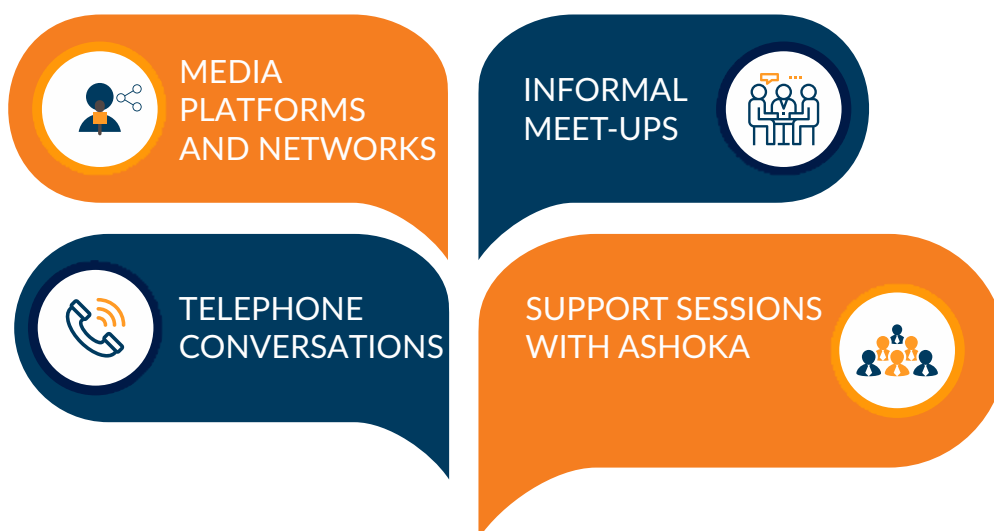 MEDIA
PLATFORMS
AND NETWORKS
INFORMAL
MEET-UPS
TELEPHONE
CONVERSATIONS
SUPPORT SESSIONS
WITH ASHOKA